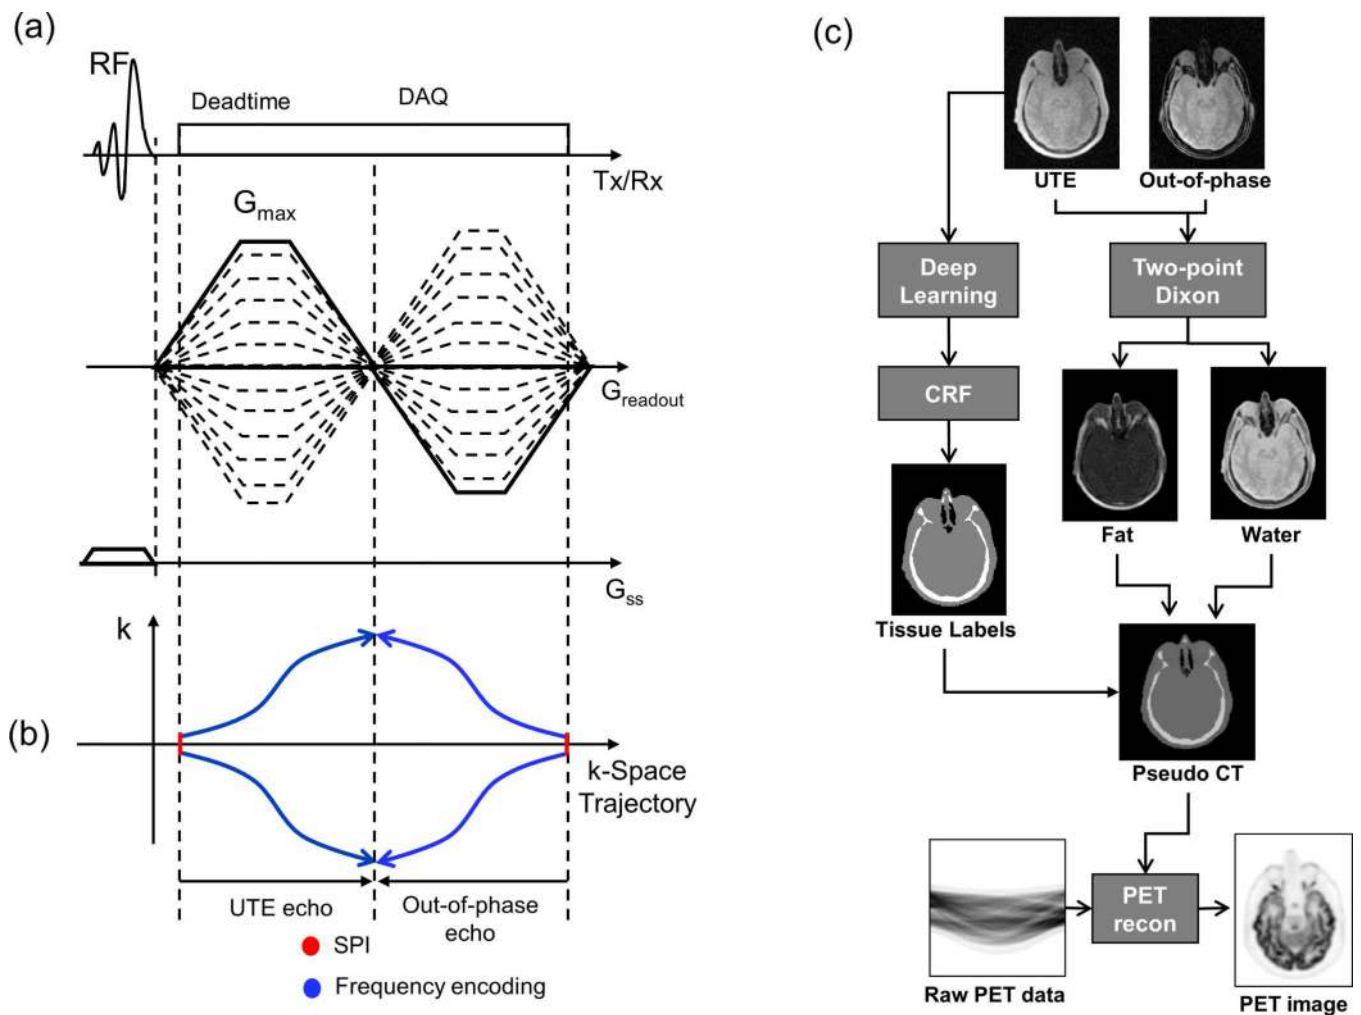 (a)
RF
Deadtime
DAQ
Tx/Rx
Gmax
Greadout
Gss
k
(b)
k-Space
Trajectory
UTE echo
Out-of-phase
echo
SPI
Frequency encoding
(c)
UTE
Out-of-phase
Deep
Learning
Two-point
Dixon
CRF
Fat
Water
Tissue Labels
Pseudo CT
PET
recon
Raw PET data
PET image